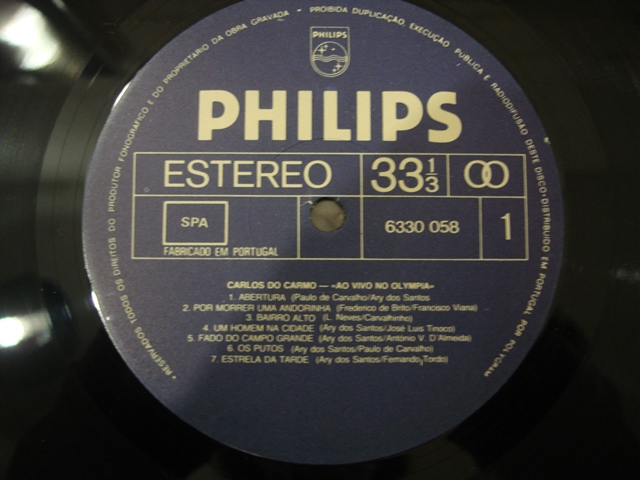 • RESERVADOS TODOS OS DIREITOS DO PRODUTOR FONOGRÁFICO E DO PROPRIETÁRIO DA OBRA GRAVADA • PROIBIDA DUPLICAÇÃO, EXECUÇÃO PÚBLICA E RADIODIFUSÃO DESTE DISCO • DISTRIBUIDO EM PORTUGAL POR POLYGRAM
PHILIPS
PHILIPS
ESTEREO 33 1/3
SPA 6330 058 1
FABRICADO EM PORTUGAL
CARLOS DO CARMO — «AO VIVO NO OLYMPIA»
1. ABERTURA (Paulo de Carvalho/Ary dos Santos
2. POR MORRER UMA ANDORINHA (Frederico de Brito/Francisco Viana)
3. BAIRRO ALTO (L. Neves/Carvalhinho)
4. UM HOMEM NA CIDADE (Ary dos Santos/José Luis Tinoco)
5. FADO DO CAMPO GRANDE (Ary dos Santos/António V. D'Almeida)
6. OS PUTOS (Ary dos Santos/Paulo de Carvalho)
7. ESTRELA DA TARDE (Ary dos Santos/Fernando Tordo)